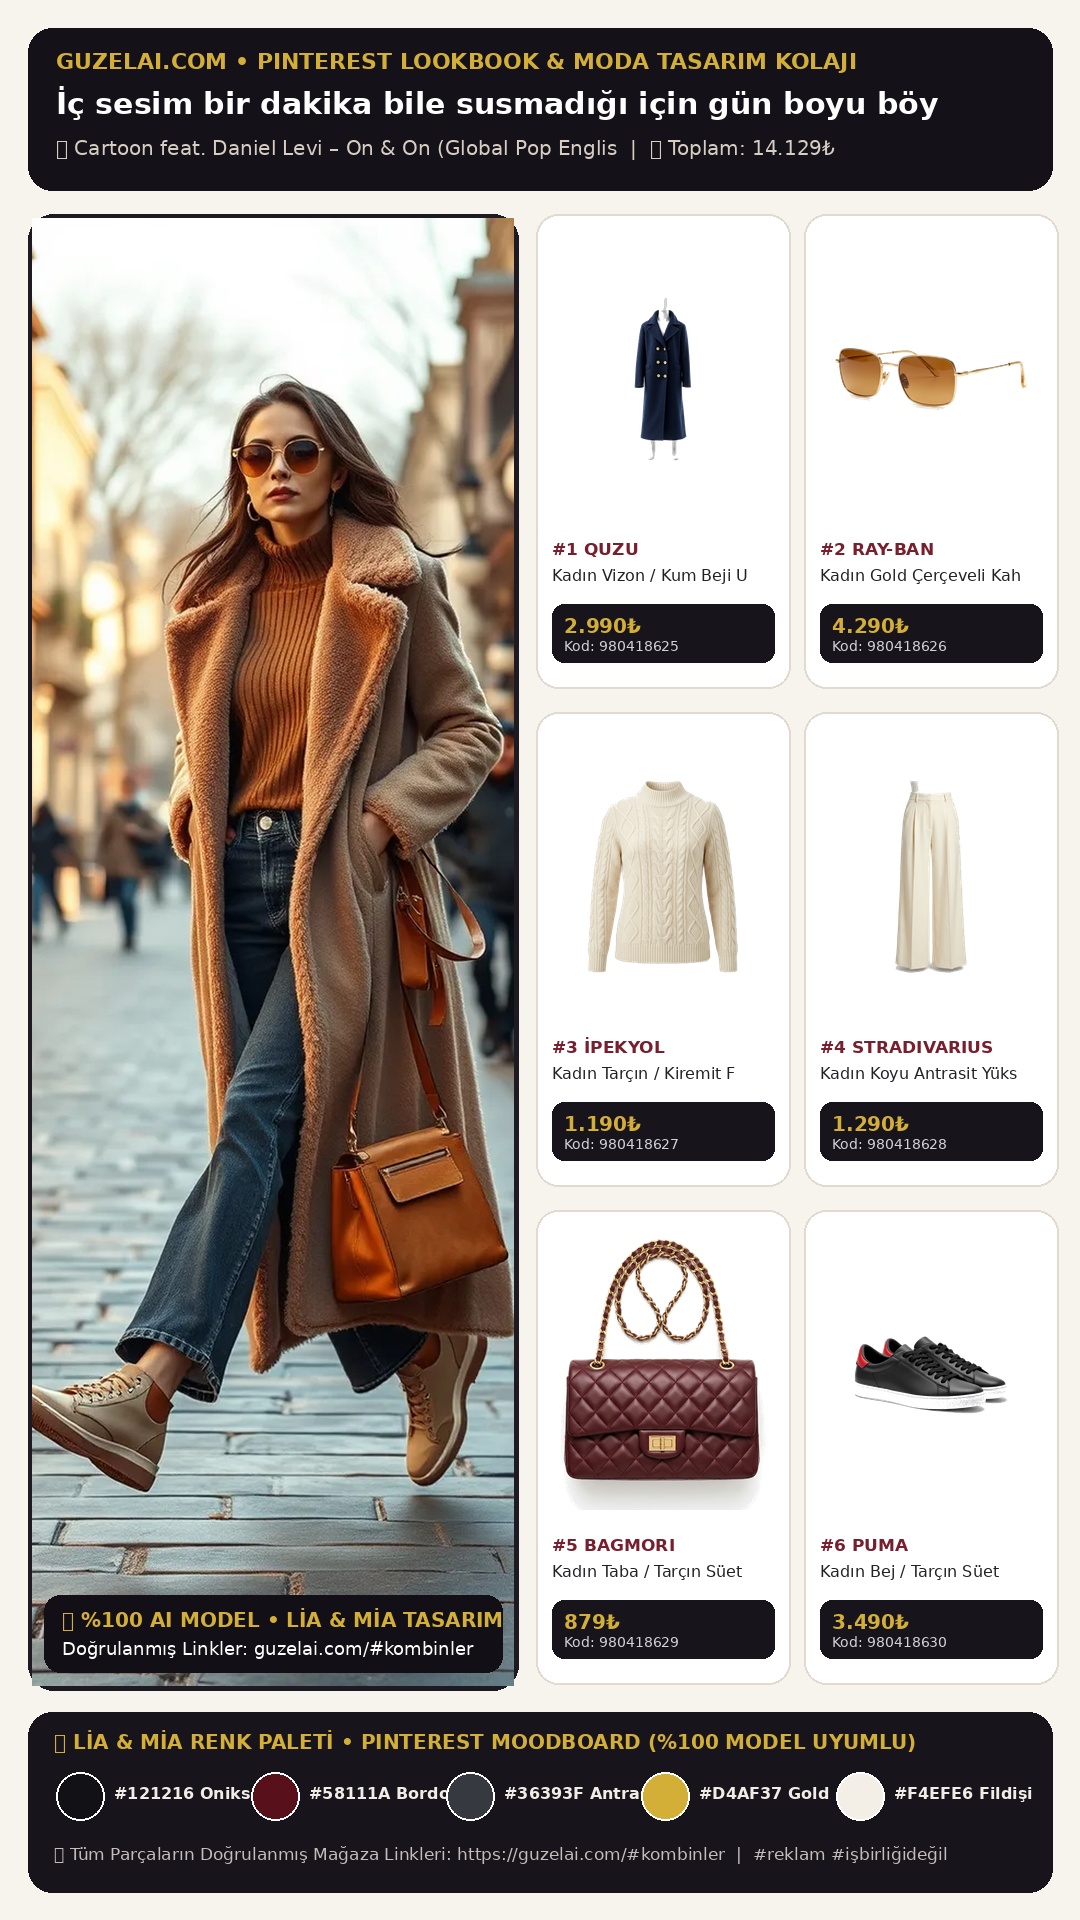 GUZELAI.COM • PINTEREST LOOKBOOK & MODA TASARIM KOLAJI
İç sesim bir dakika bile susmadığı için gün boyu böy
Cartoon feat. Daniel Levi – On & On (Global Pop Englis | Toplam: 14.129₺
#1 QUZU
Kadın Vizon / Kum Beji U
2.990₺
Kod: 980418625
#2 RAY-BAN
Kadın Gold Çerçeveli Kah
4.290₺
Kod: 980418626
#3 İPEKYOL
Kadın Tarçın / Kiremit F
1.190₺
Kod: 980418627
#4 STRADIVARIUS
Kadın Koyu Antrasit Yüks
1.290₺
Kod: 980418628
#5 BAGMORI
Kadın Taba / Tarçın Süet
879₺
Kod: 980418629
#6 PUMA
Kadın Bej / Tarçın Süet
3.490₺
Kod: 980418630
%100 AI MODEL • LİA & MİA TASARIM
Doğrulanmış Linkler: guzelai.com/#kombinler
LİA & MİA RENK PALETİ • PINTEREST MOODBOARD (%100 MODEL UYUMLU)
#121216 Oniks #58111A Bordo #36393F Antra #D4AF37 Gold #F4EFE6 Fildişi
Tüm Parçaların Doğrulanmış Mağaza Linkleri: https://guzelai.com/#kombinler | #reklam #işbirliğideğil